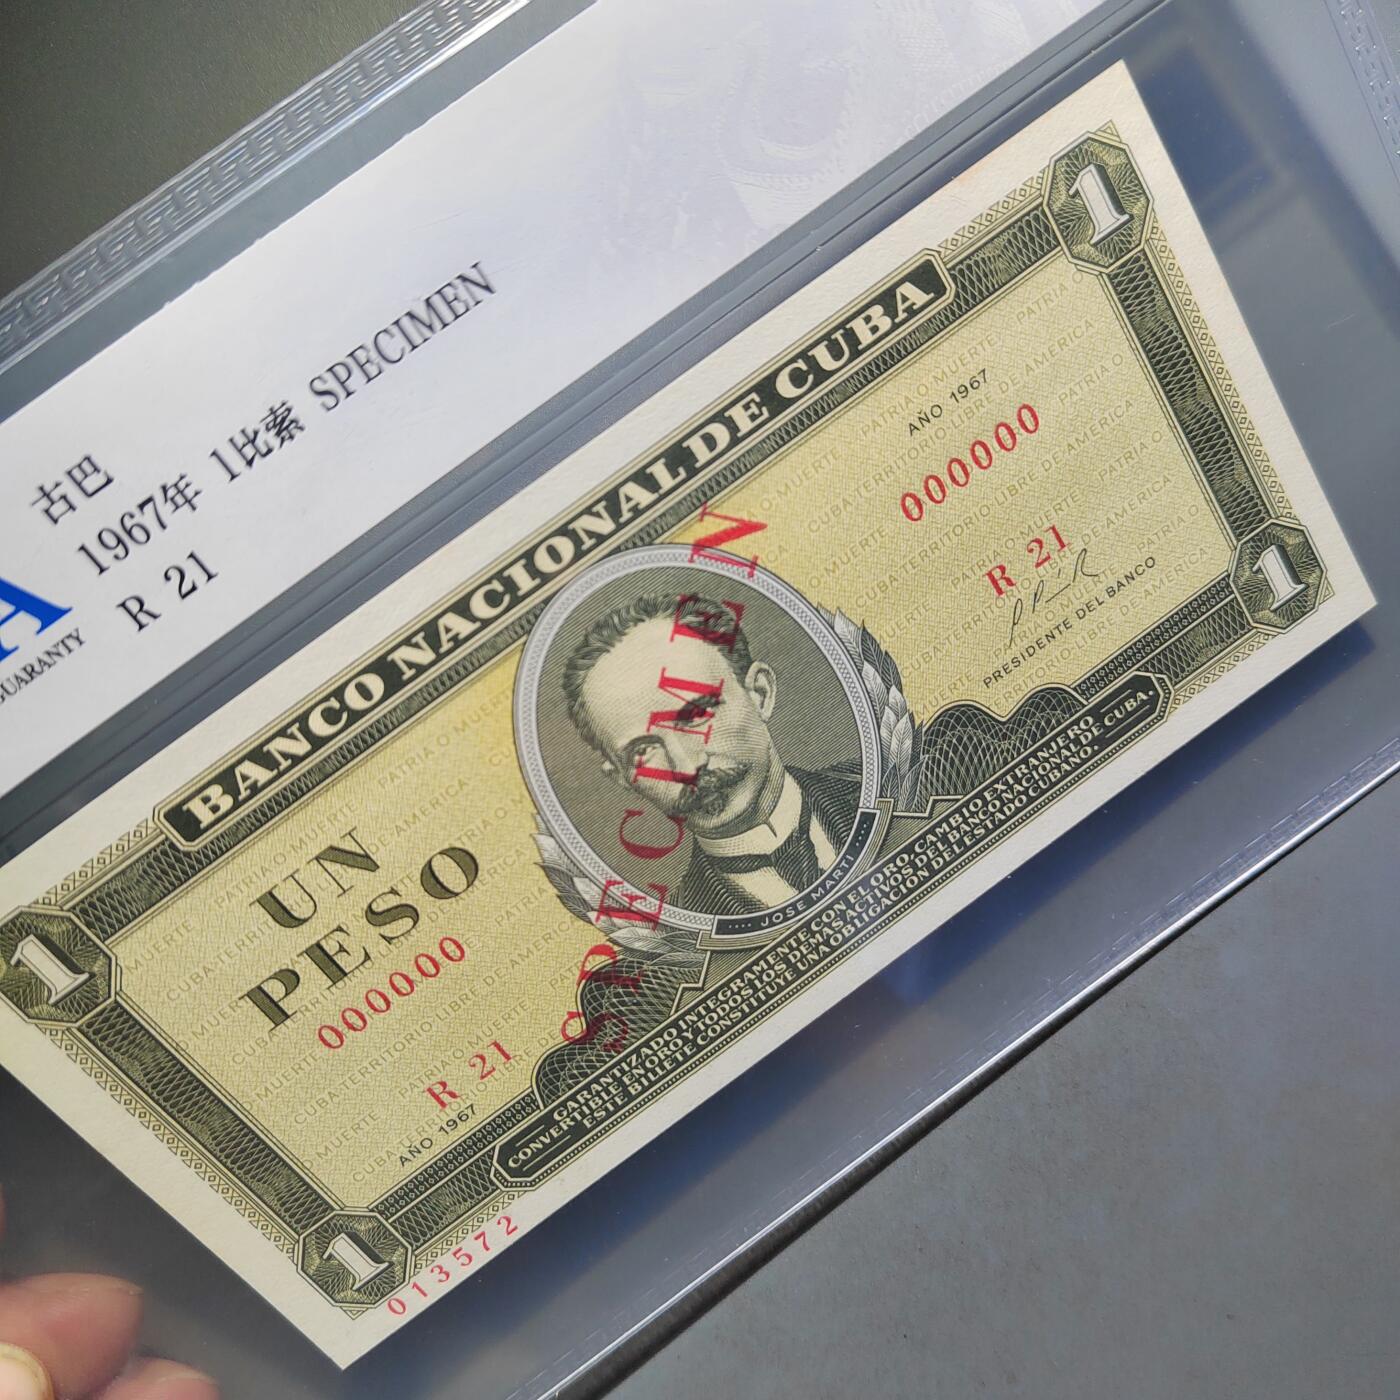 古巴
1967年 1比索 SPECIMEN
R 21
A
GUARANTY
1
BANCO NACIONAL DE CUBA
1
AÑO 1967
000000
R 21
PRESIDENTE DEL BANCO
1
UN
PESO
000000
R 21
AÑO 1967
SPECIMEN
JOSE MARTI
GARANTIZADO INTEGRAMENTE CON EL ORO, CAMBIO EXTRANJERO
CONVERTIBLE EN ORO Y TODOS LOS DEMAS ACTIVOS DEL BANCO NACIONAL DE CUBA.
ESTE BILLETE CONSTITUYE UNA OBLIGACION DEL ESTADO CUBANO.
1
013572
PATRIA O MUERTE
CUBA TERRITORIO LIBRE DE AMERICA